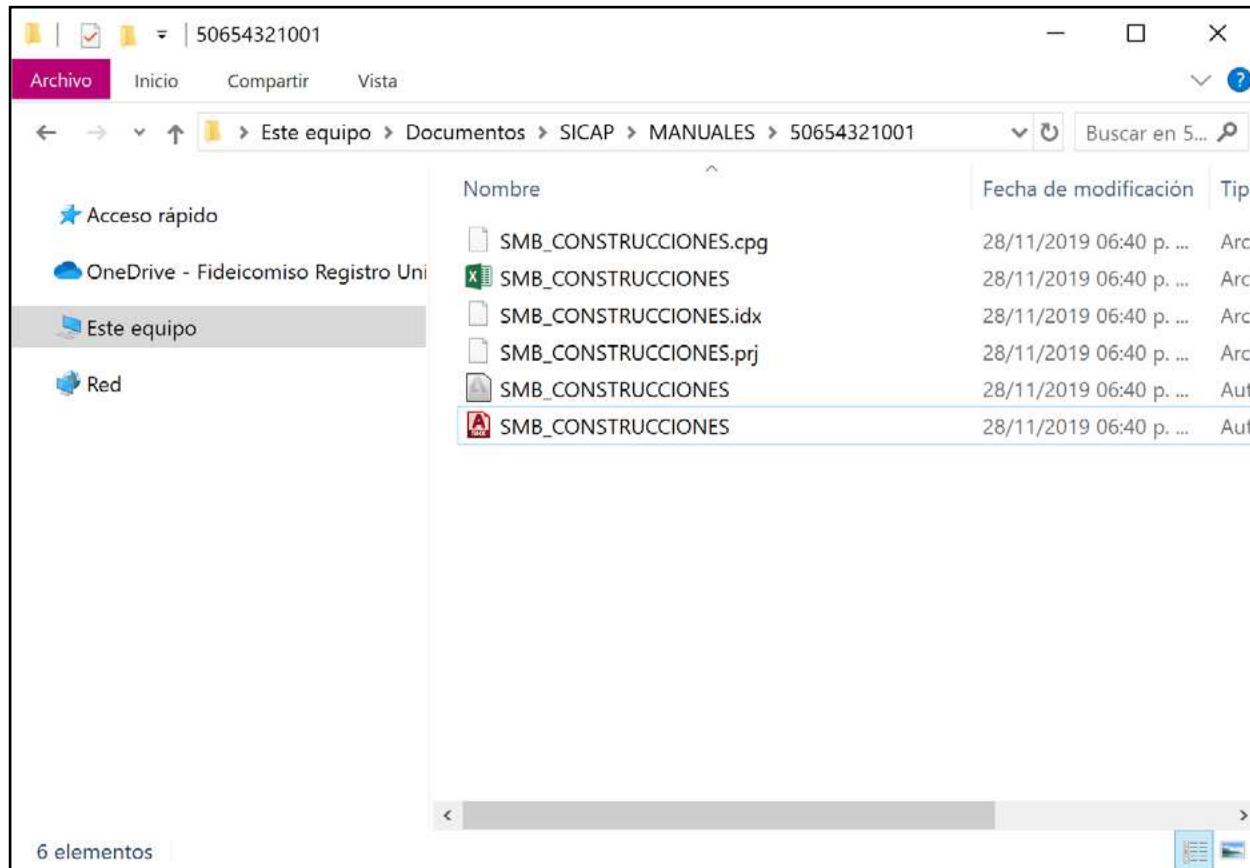 50654321001
Archivo Inicio Compartir Vista ?
Este equipo > Documentos > SICAP > MANUALES > 50654321001 Buscar en 5...
Nombre Fecha de modificación Tip
Acceso rápido
OneDrive - Fideicomiso Registro Uni
Este equipo
Red
SMB_CONSTRUCCIONES.cpg 28/11/2019 06:40 p. ... Arc
SMB_CONSTRUCCIONES 28/11/2019 06:40 p. ... Arc
SMB_CONSTRUCCIONES.idx 28/11/2019 06:40 p. ... Arc
SMB_CONSTRUCCIONES.prj 28/11/2019 06:40 p. ... Arc
SMB_CONSTRUCCIONES 28/11/2019 06:40 p. ... Aut
SMB_CONSTRUCCIONES 28/11/2019 06:40 p. ... Aut
6 elementos